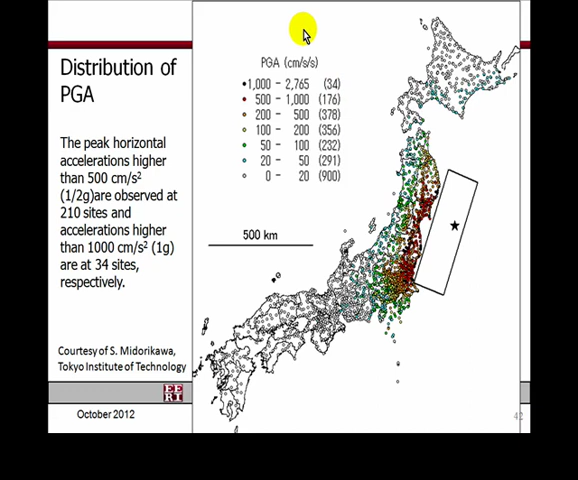 Distribution of
PGA
The peak horizontal
accelerations higher
than 500 cm/s²
(1/2g)are observed at
210 sites and
accelerations higher
than 1000 cm/s² (1g)
are at 34 sites,
respectively.
Courtesy of S. Midorikawa,
Tokyo Institute of Technology
EE
RI
October 2012
PGA (cm/s/s)
1,000 - 2,765 (34)
500 - 1,000 (176)
200 - 500 (378)
100 - 200 (356)
50 - 100 (232)
20 - 50 (291)
0 - 20 (900)
500 km
42